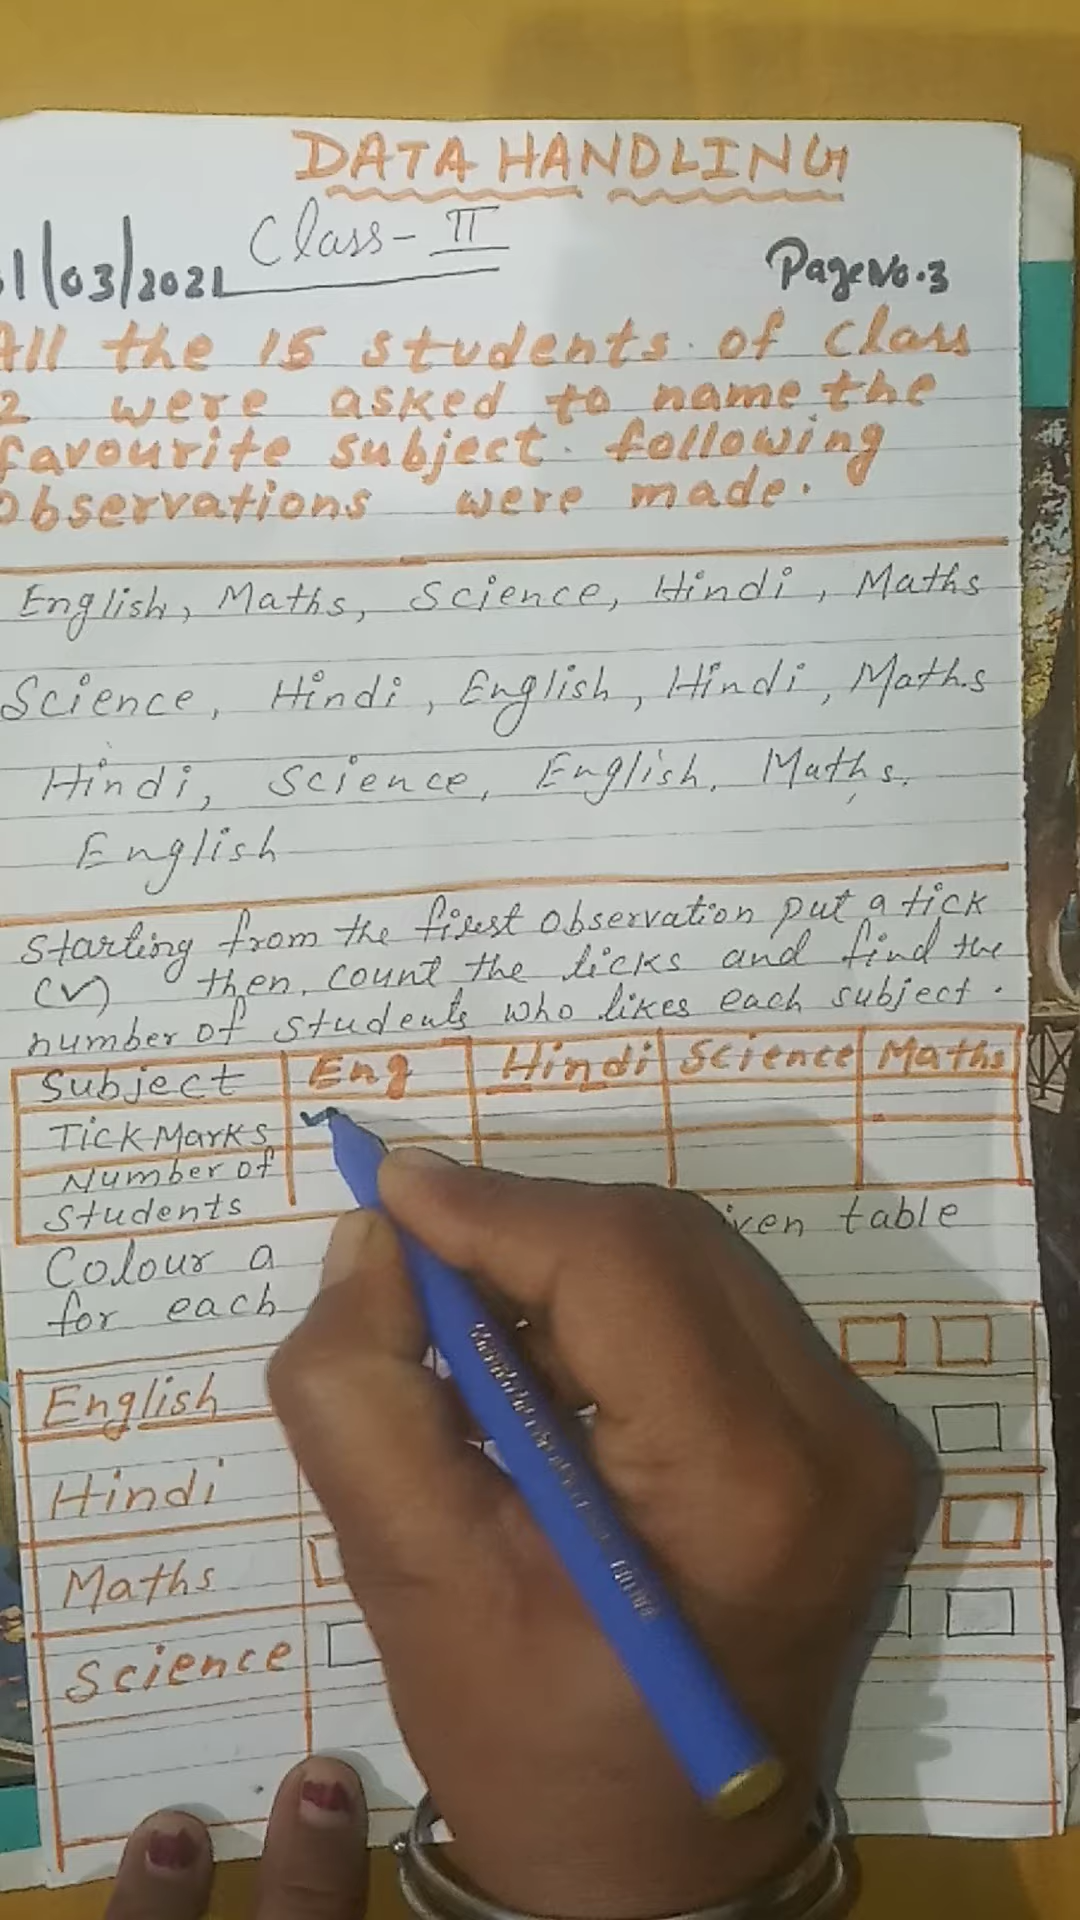 DATA HANDLING
Class- II
1/03/2021
Page No.3
All the 15 students of class
2 were asked to name the
favourite subject. following
Observations were made.
English, Maths, Science, Hindi, Maths
Science, Hindi, English, Hindi, Maths
Hindi, Science, English, Maths,
English
Starting from the first observation put a tick
(✓) then, count the ticks and find the
number of students who likes each subject.
Subject Eng Hindi Science Maths
Tick Marks
Number of
Students
Colour a table
for each
English
Hindi
Maths
Science